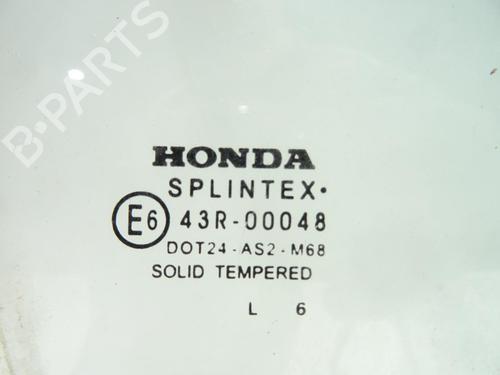 B-PARTS
HONDA
SPLINTEX·
E6 43R-00048
DOT24-AS2-M68
SOLID TEMPERED
L 6